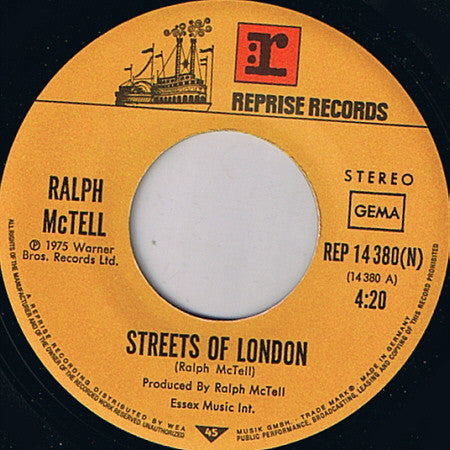 r
REPRISE RECORDS
RALPH
McTELL
℗ 1975 Warner
Bros. Records Ltd.
STEREO
GEMA
REP 14 380(N)
(14 380 A)
4:20
STREETS OF LONDON
(Ralph McTell)
Produced By Ralph McTell
Essex Music Int.
45
ALL RIGHTS OF THE MANUFACTURER AND OF THE OWNER OF THE RECORDED WORK RESERVED UNAUTHORIZED
PUBLIC PERFORMANCE, BROADCASTING, LEASING AND COPYING OF THIS RECORD PROHIBITED
A REPRISE RECORDING DISTRIBUTED BY WEA
MUSIK GMBH. · TRADE MARK® · MADE IN GERMANY